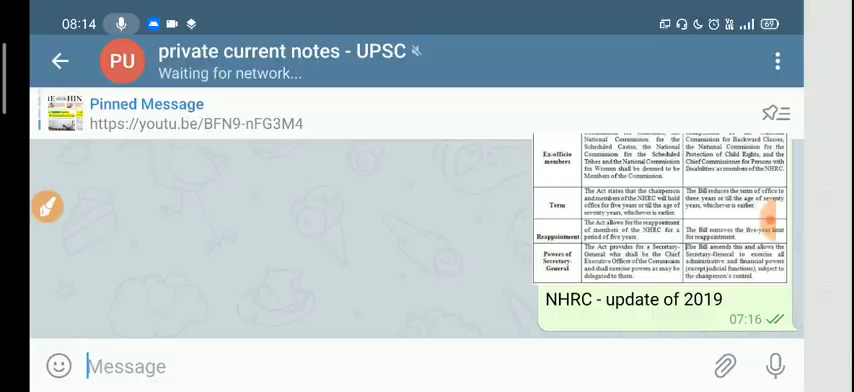 08:14
69
PU
private current notes - UPSC
Waiting for network...
Pinned Message
https://youtu.be/BFN9-nFG3M4
National Commission for the
Scheduled Castes, the National
Commission for the Scheduled
Tribes and the National Commission
for Women shall be deemed to be
Members of the Commission.
Commission for Backward Classes,
the National Commission for the
Protection of Child Rights, and the
Chief Commissioner for Persons with
Disabilities as members of the NHRC.
Ex-officio
members
Term
The Act states that the chairperson
and members of the NHRC will hold
office for five years or till the age of
seventy years, whichever is earlier.
The Bill reduces the term of office to
three years or till the age of seventy
years, whichever is earlier.
Reappointment
The Act allows for the reappointment
of members of the NHRC for a
period of five years.
The Bill removes the five-year limit
for reappointment.
Powers of
Secretary-
General
The Act provides for a Secretary-
General who shall be the Chief
Executive Officer of the Commission
and shall exercise powers as may be
delegated to them.
The Bill amends this and allows the
Secretary-General to exercise all
administrative and financial powers
(except judicial functions), subject to
the chairperson's control.
NHRC - update of 2019
07:16
Message